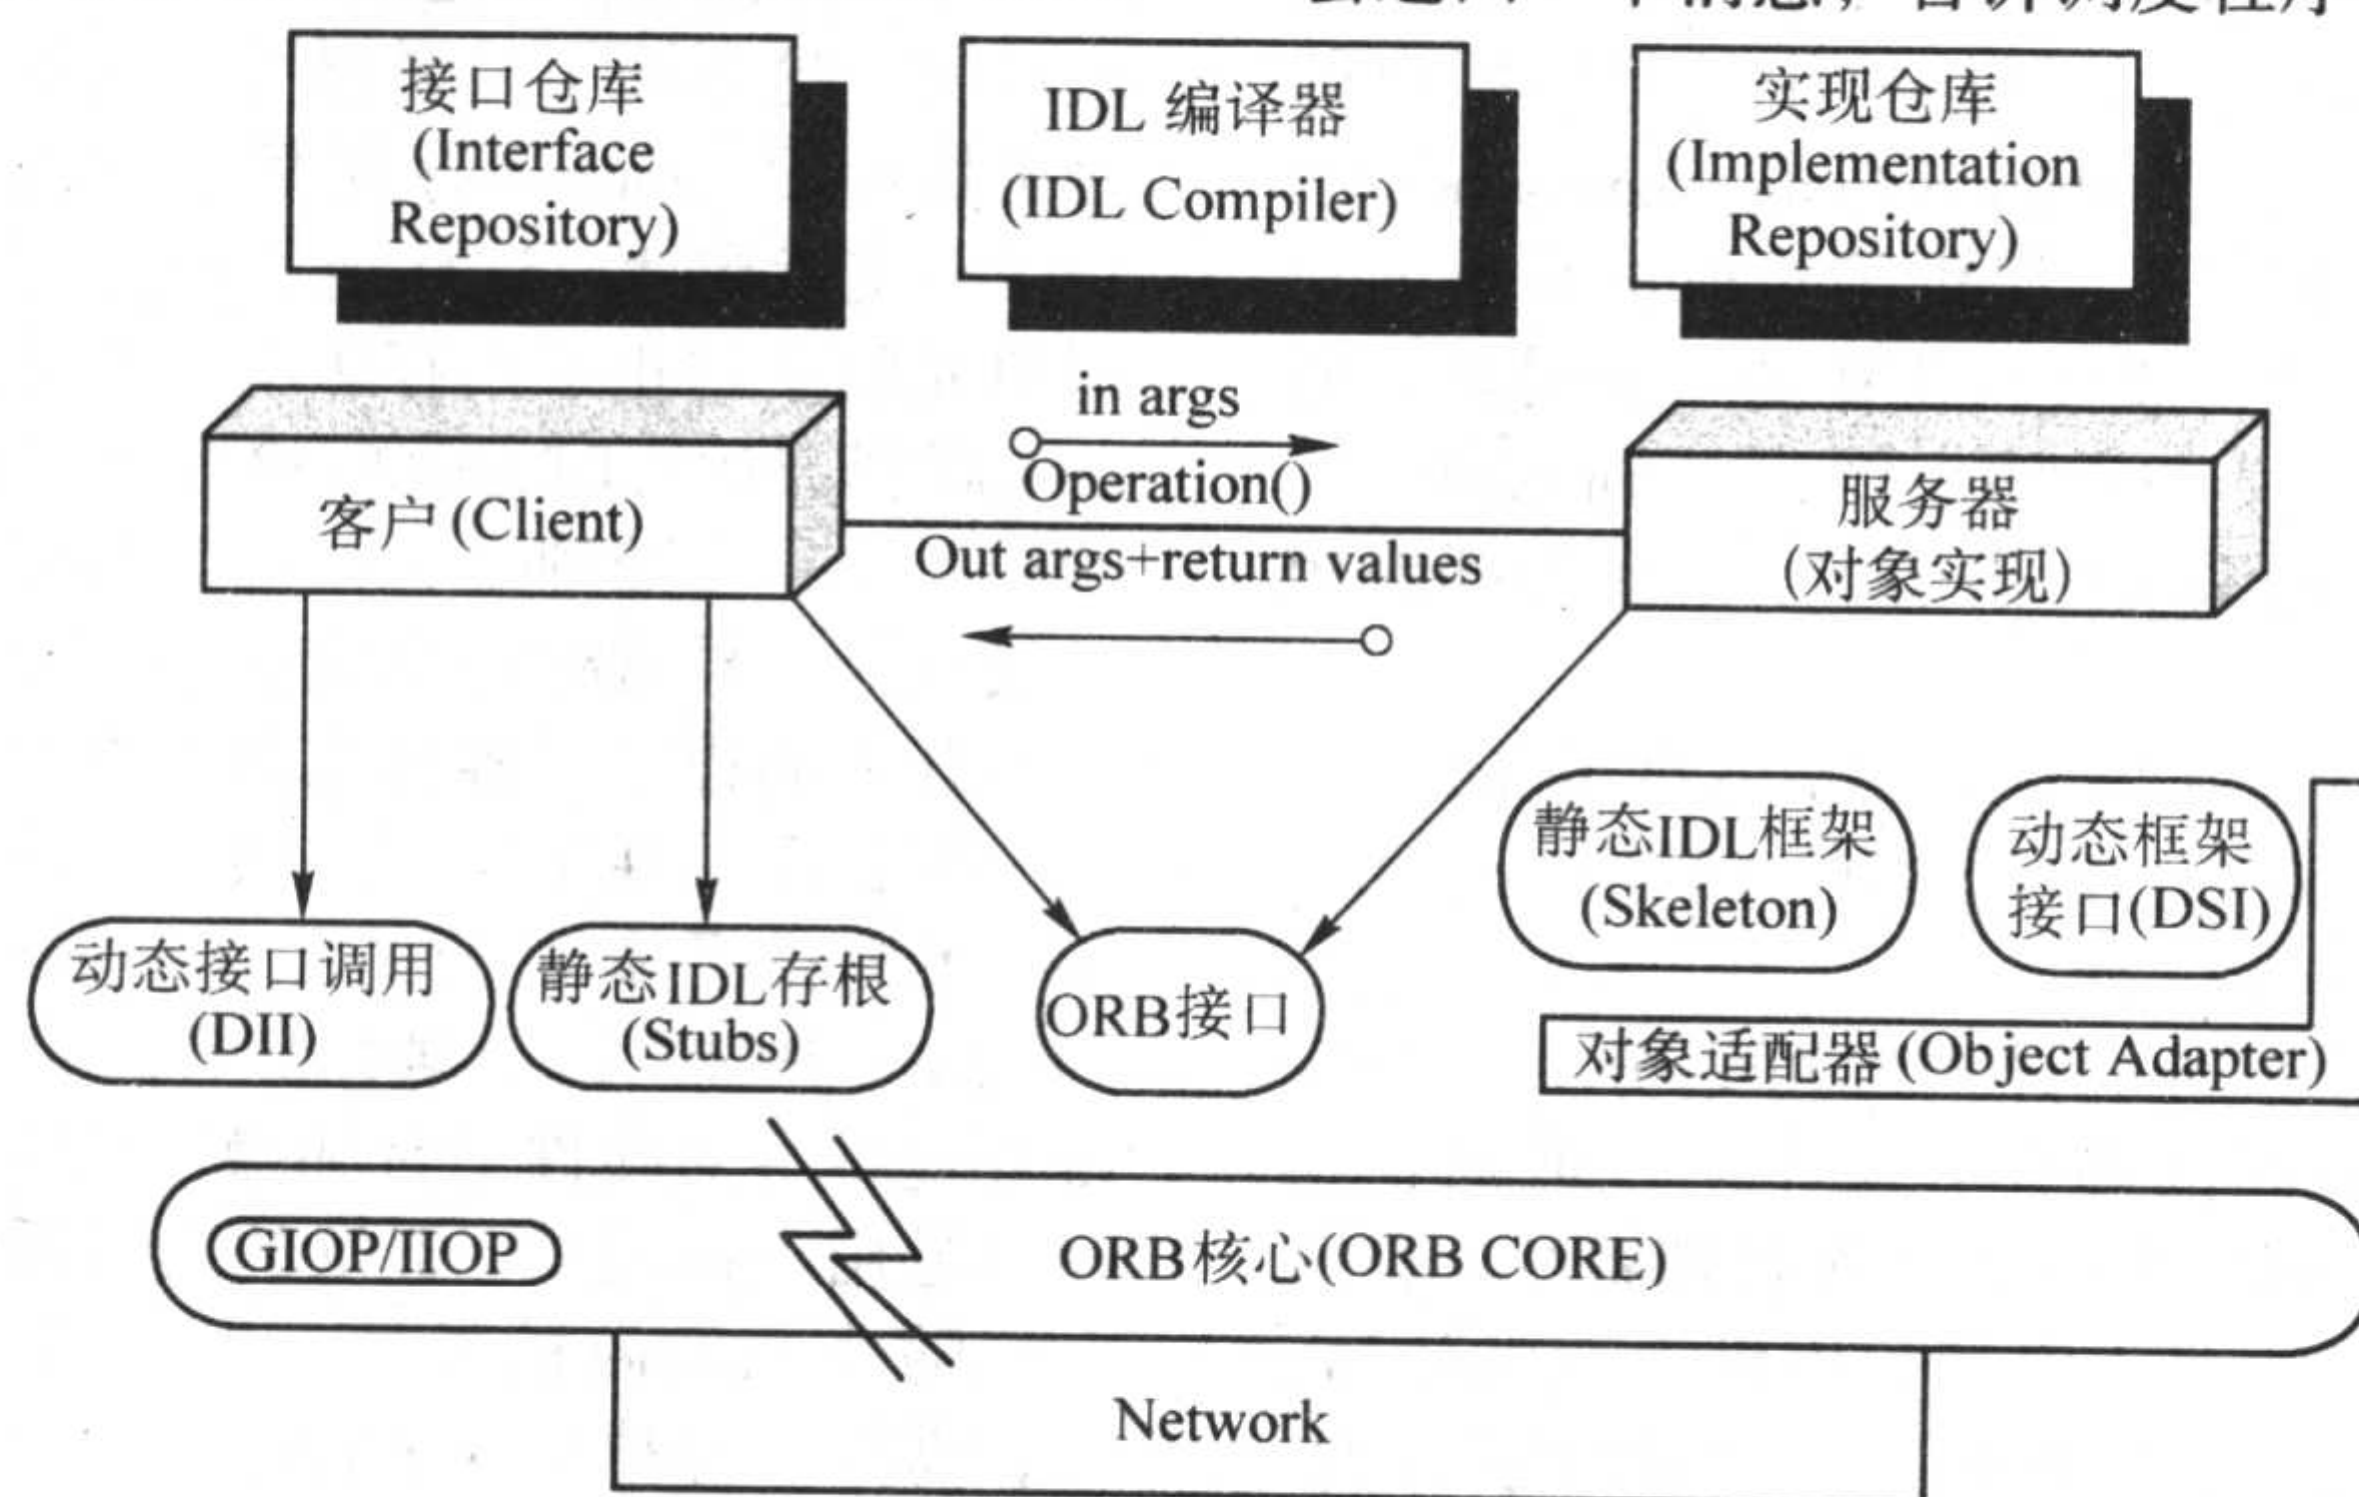 接口仓库
(Interface
Repository)
IDL 编译器
(IDL Compiler)
实现仓库
(Implementation
Repository)
in args
Operation()
Out args+return values
客户(Client)
服务器
(对象实现)
静态IDL框架
(Skeleton)
动态框架
接口(DSI)
动态接口调用
(DII)
静态IDL存根
(Stubs)
ORB接口
对象适配器(Object Adapter)
GIOP/IIOP
ORB核心(ORB CORE)
Network